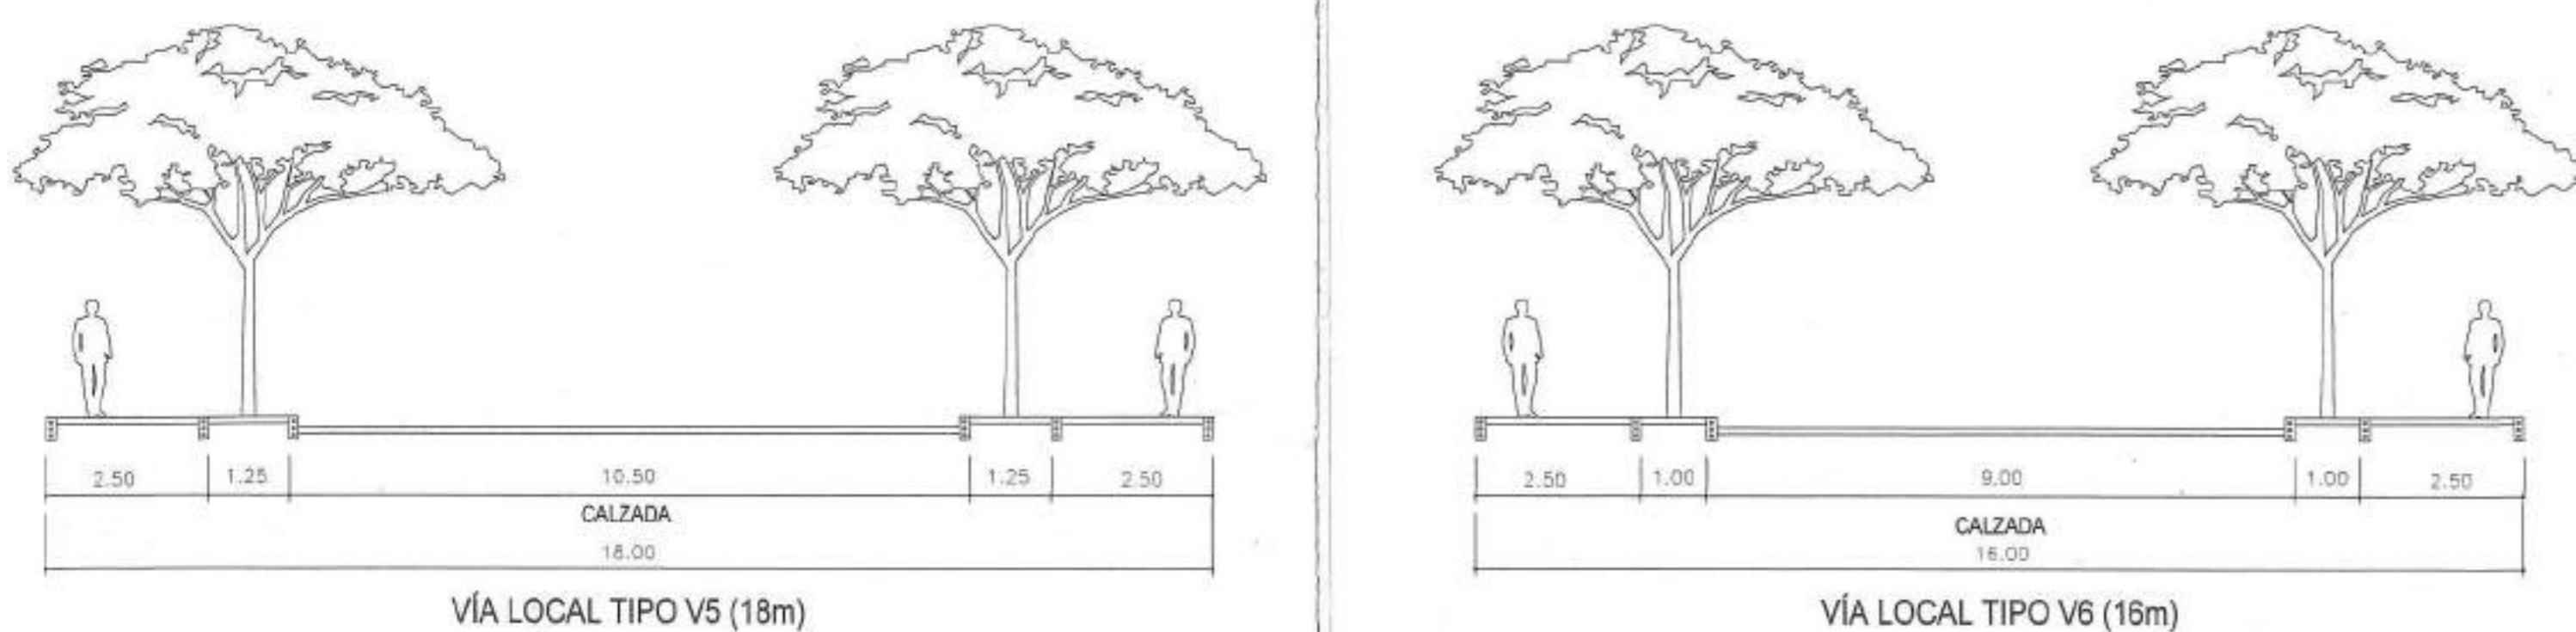 2.50 1.25 10.50 1.25 2.50
CALZADA
18.00
VÍA LOCAL TIPO V5 (18m)
2.50 1.00 9.00 1.00 2.50
CALZADA
16.00
VÍA LOCAL TIPO V6 (16m)